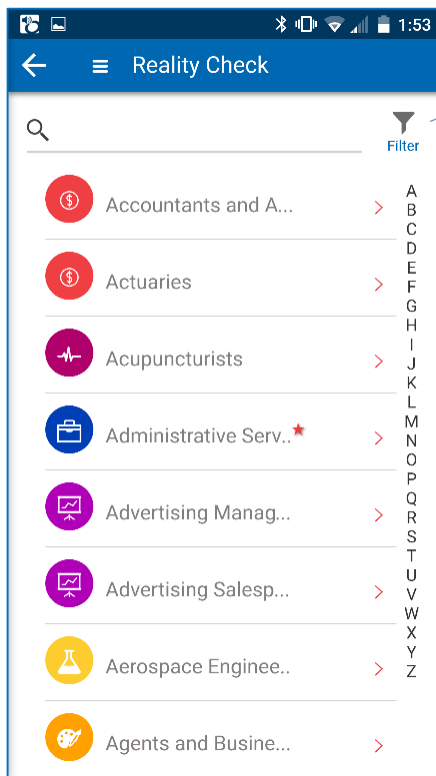 1:53
Reality Check
Filter
Accountants and A...
Actuaries
Acupuncturists
Administrative Serv..
Advertising Manag...
Advertising Salesp...
Aerospace Enginee..
Agents and Busine...
A
B
C
D
E
F
G
H
I
J
K
L
M
N
O
P
Q
R
S
T
U
V
W
X
Y
Z